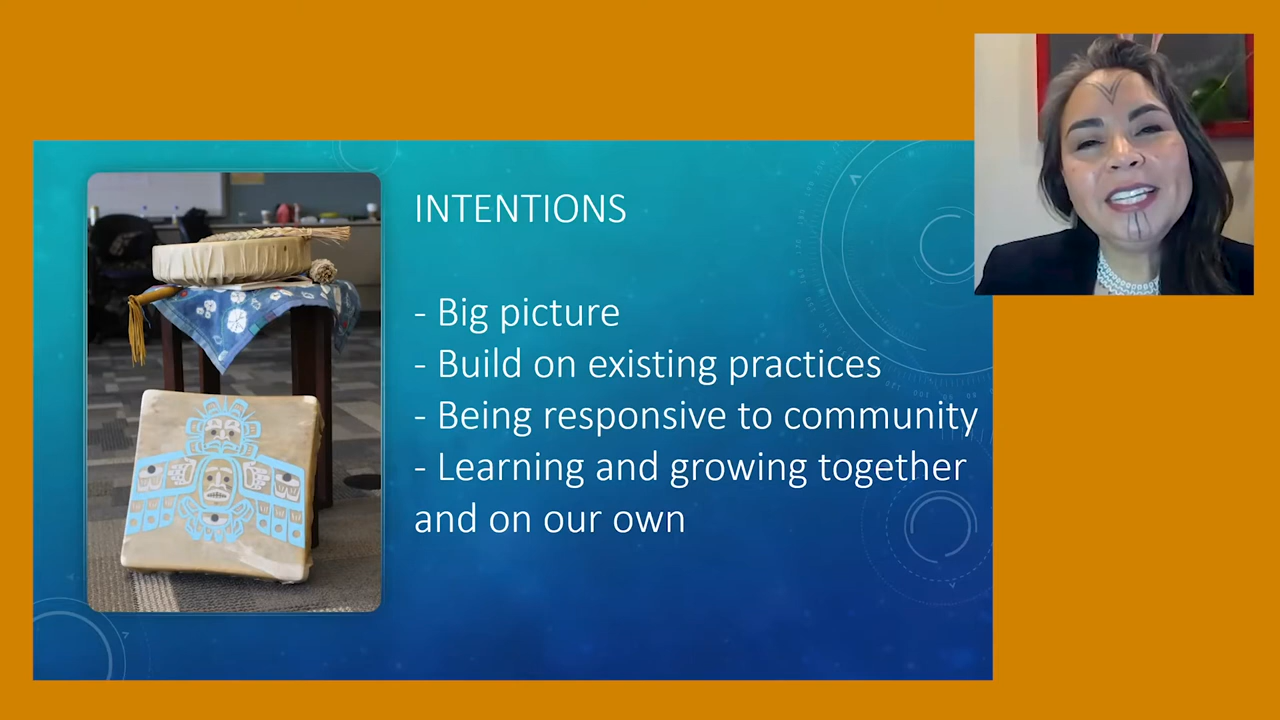 INTENTIONS
- Big picture
- Build on existing practices
- Being responsive to community
- Learning and growing together
and on our own